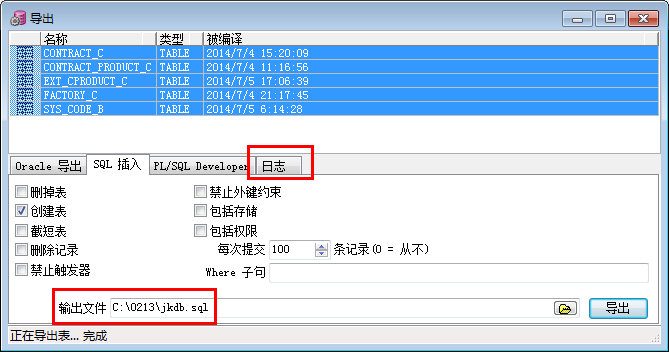 导出
名称 类型 被编译
CONTRACT_C TABLE 2014/7/4 15:20:09
CONTRACT_PRODUCT_C TABLE 2014/7/4 11:16:56
EXT_CPRODUCT_C TABLE 2014/7/5 17:06:39
FACTORY_C TABLE 2014/7/4 21:17:45
SYS_CODE_B TABLE 2014/7/5 6:14:28
Oracle 导出 SQL 插入 PL/SQL Developer 日志
删掉表 禁止外键约束
创建表 包括存储
截短表 包括权限
删除记录 每次提交 100 条记录(0 = 从不)
禁止触发器 Where 子句
输出文件 C:\0213\jkdb.sql 导出
正在导出表... 完成